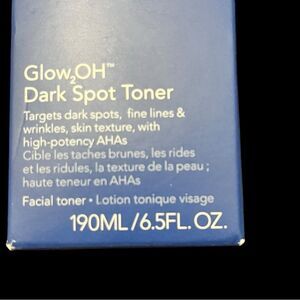 Glow₂OH™
Dark Spot Toner
Targets dark spots, fine lines &
wrinkles, skin texture, with
high-potency AHAs
Cible les taches brunes, les rides
et les ridules, la texture de la peau ;
haute teneur en AHAs
Facial toner • Lotion tonique visage
190ML/6.5FL. OZ.